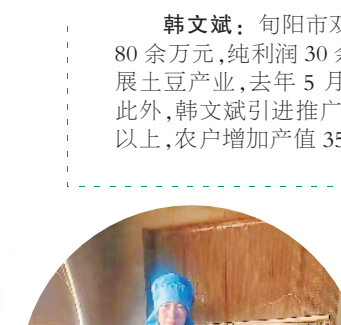 韩文斌：旬阳市双
80 余万元，纯利润 30 余
展土豆产业，去年 5 月
此外，韩文斌引进推广
以上，农户增加产值 35